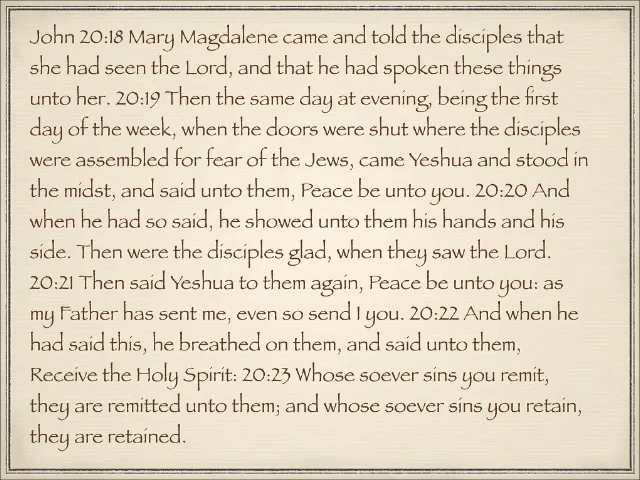 John 20:18 Mary Magdalene came and told the disciples that
she had seen the Lord, and that he had spoken these things
unto her. 20:19 Then the same day at evening, being the first
day of the week, when the doors were shut where the disciples
were assembled for fear of the Jews, came Yeshua and stood in
the midst, and said unto them, Peace be unto you. 20:20 And
when he had so said, he showed unto them his hands and his
side. Then were the disciples glad, when they saw the Lord.
20:21 Then said Yeshua to them again, Peace be unto you: as
my Father has sent me, even so send I you. 20:22 And when he
had said this, he breathed on them, and said unto them,
Receive the Holy Spirit: 20:23 Whose soever sins you remit,
they are remitted unto them; and whose soever sins you retain,
they are retained.